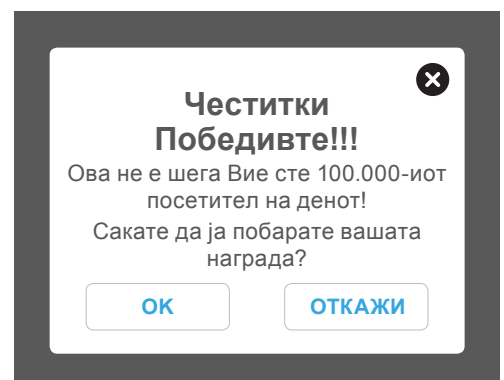 Честитки
Победивте!!!
Ова не е шега Вие сте 100.000-иот
посетител на денот!
Сакате да ја побарате вашата
награда?
OK ОТКАЖИ